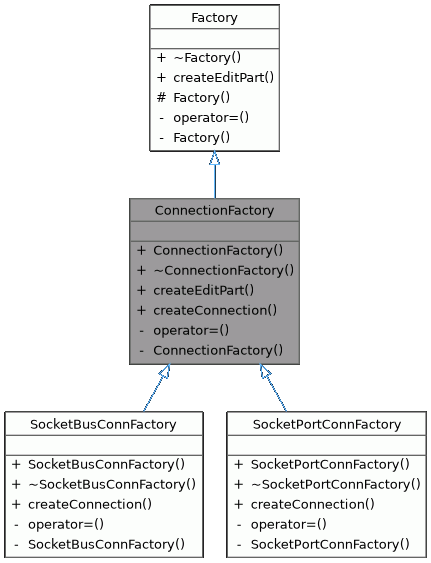 Factory
+ ~Factory()
+ createEditPart()
# Factory()
- operator=()
- Factory()
ConnectionFactory
+ ConnectionFactory()
+ ~ConnectionFactory()
+ createEditPart()
+ createConnection()
- operator=()
- ConnectionFactory()
SocketBusConnFactory
+ SocketBusConnFactory()
+ ~SocketBusConnFactory()
+ createConnection()
- operator=()
- SocketBusConnFactory()
SocketPortConnFactory
+ SocketPortConnFactory()
+ ~SocketPortConnFactory()
+ createConnection()
- operator=()
- SocketPortConnFactory()